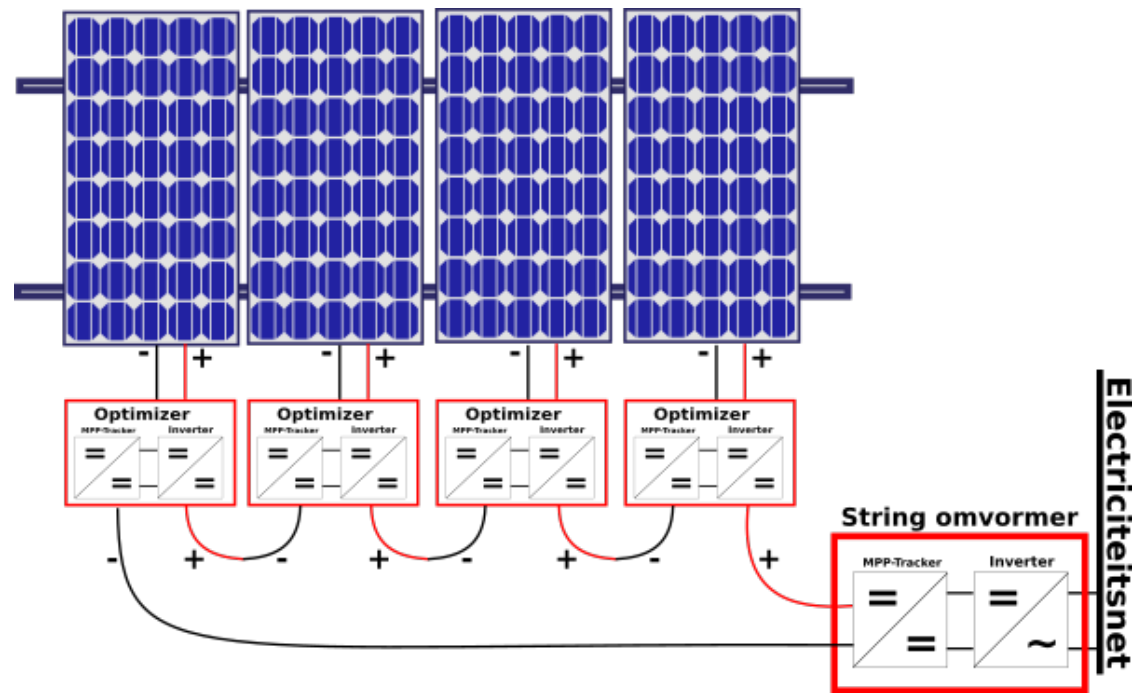 - +
- +
- +
- +
Optimizer
MPP-Tracker Inverter
= = = =
Optimizer
MPP-Tracker Inverter
= = = =
Optimizer
MPP-Tracker Inverter
= = = =
Optimizer
MPP-Tracker Inverter
= = = =
- + - + - + - +
String omvormer
MPP-Tracker Inverter
= =
= ~
Electriciteitsnet